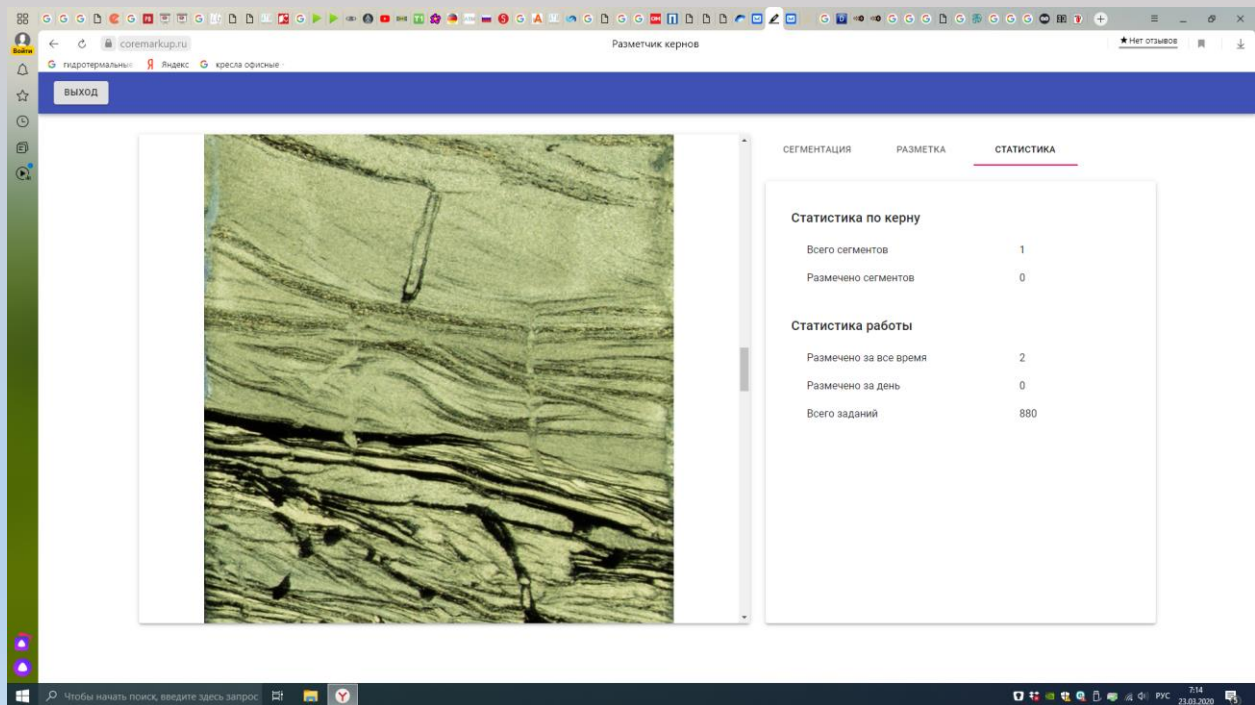 coremarkup.ru
Разметчик кернов
★ Нет отзывов
Войти
гидротермальные
Яндекс
кресла офисные -
ВЫХОД
СЕГМЕНТАЦИЯ РАЗМЕТКА СТАТИСТИКА
Статистика по керну
Всего сегментов 1
Размечено сегментов 0
Статистика работы
Размечено за все время 2
Размечено за день 0
Всего заданий 880
Чтобы начать поиск, введите здесь запрос
РУС
7:14
23.03.2020